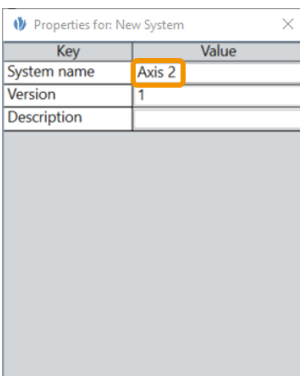 Properties for: New System
Key Value
System name Axis 2
Version 1
Description